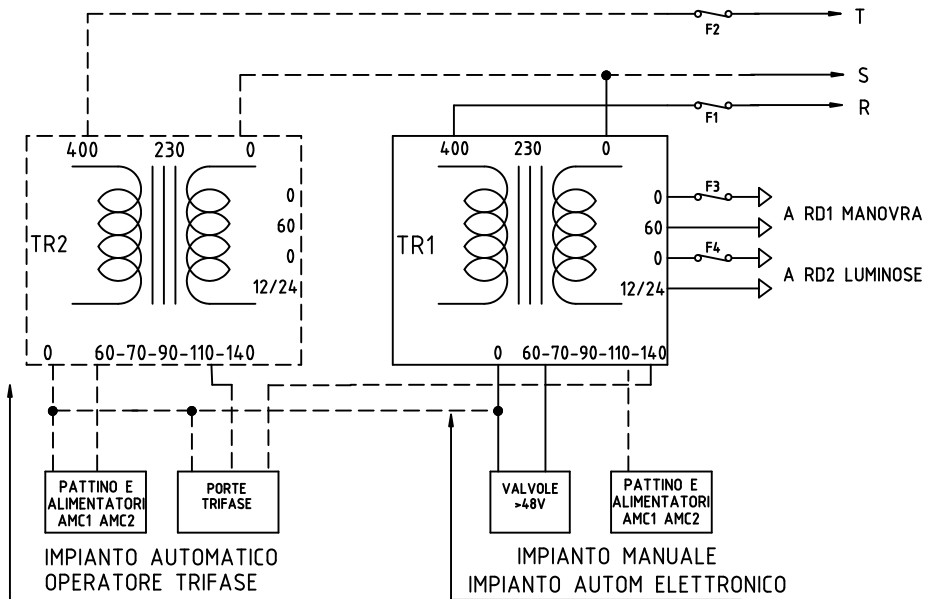 T
F2
S
R
F1
400 230 0
400 230 0
0
60
0
12/24
TR2
0
60
0
12/24
TR1
F3
A RD1 MANOVRA
F4
A RD2 LUMINOSE
0 60-70-90-110-140
0 60-70-90-110-140
PATTINO E
ALIMENTATORI
AMC1 AMC2
PORTE
TRIFASE
VALVOLE
>48V
PATTINO E
ALIMENTATORI
AMC1 AMC2
IMPIANTO AUTOMATICO
OPERATORE TRIFASE
IMPIANTO MANUALE
IMPIANTO AUTOM ELETTRONICO